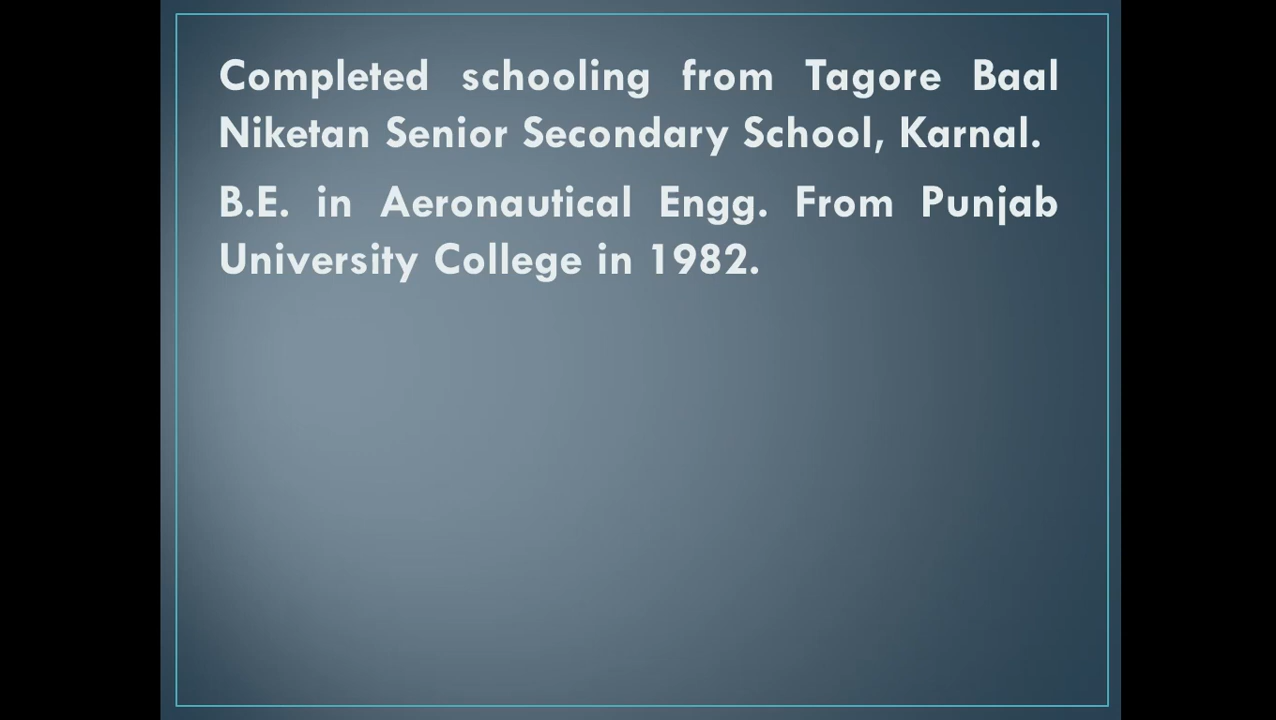 Completed schooling from Tagore Baal
Niketan Senior Secondary School, Karnal.
B.E. in Aeronautical Engg. From Punjab
University College in 1982.